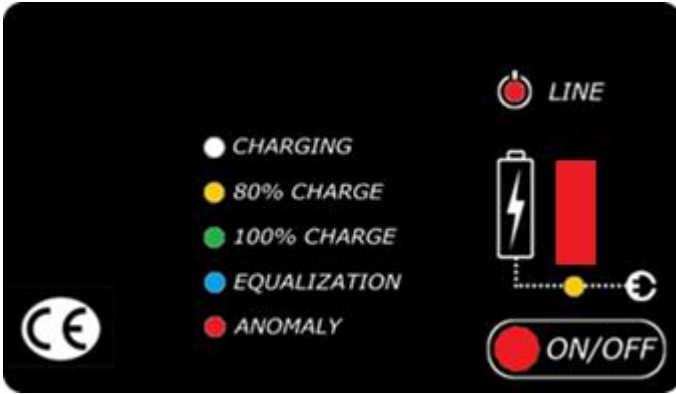 LINE
CHARGING
80% CHARGE
100% CHARGE
EQUALIZATION
ANOMALY
CE
ON/OFF